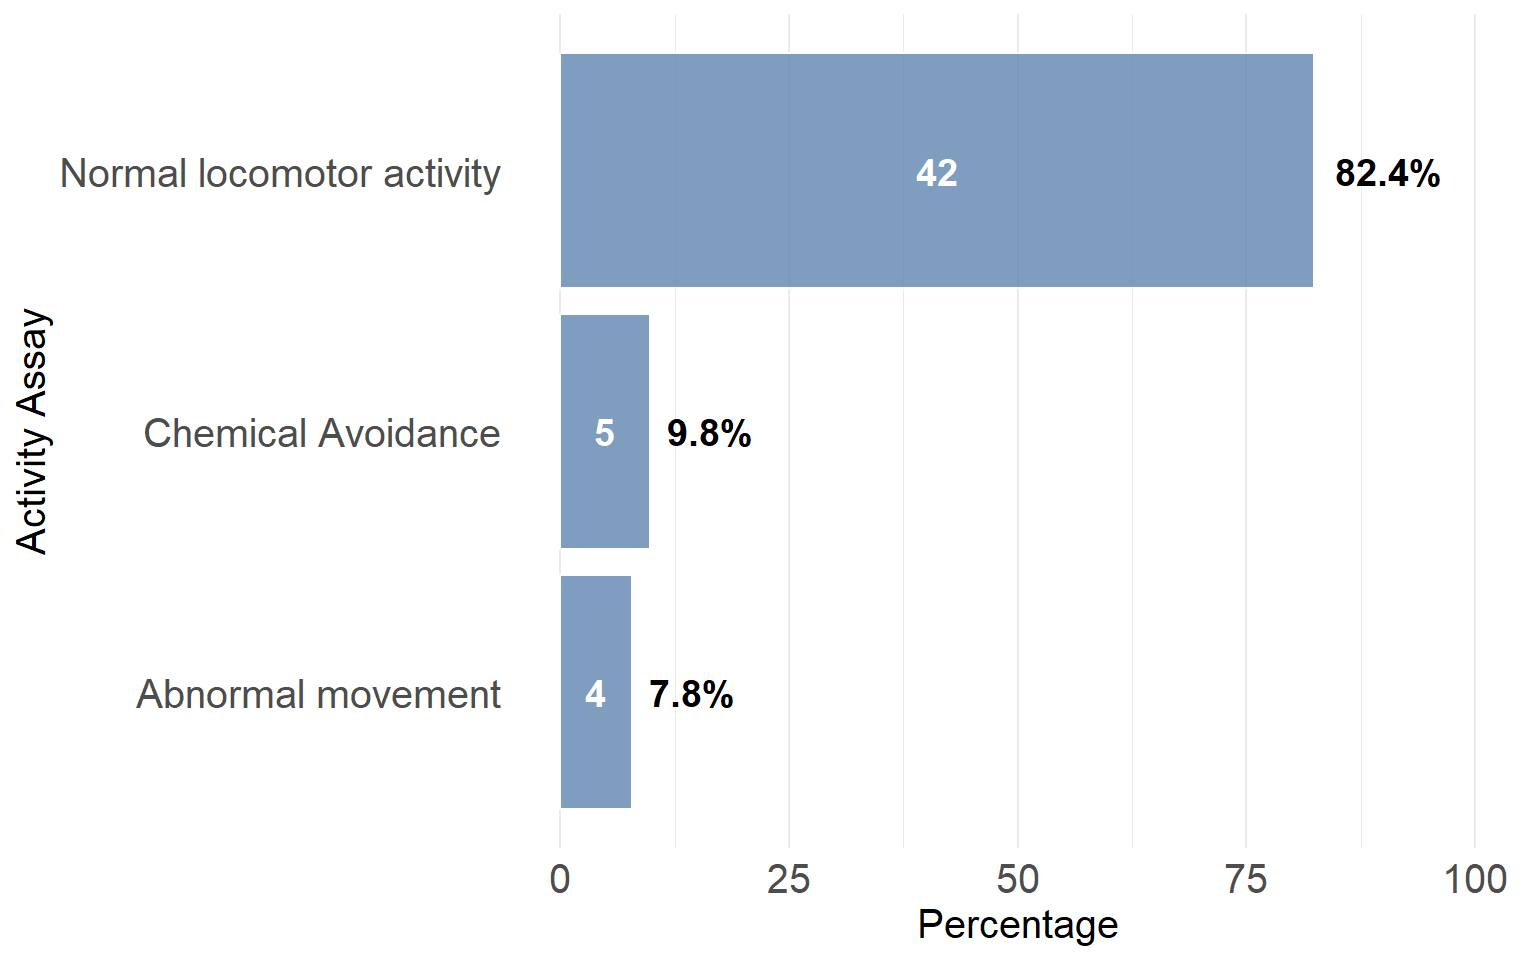 Normal locomotor activity
42
82.4%
Chemical Avoidance
5
9.8%
Abnormal movement
4
7.8%
Activity Assay
0 25 50 75 100
Percentage